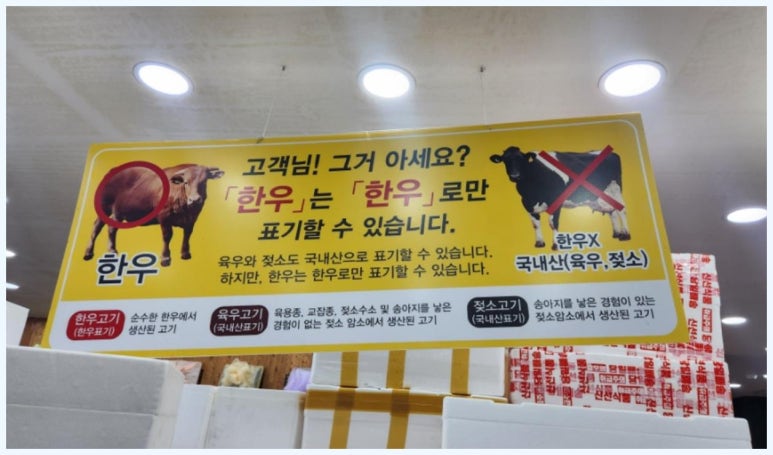 고객님! 그거 아세요?
「한우」는 「한우」로만
표기할 수 있습니다.
육우와 젖소도 국내산으로 표기할 수 있습니다.
하지만, 한우는 한우로만 표기할 수 있습니다.
한우
한우X
국내산(육우,젖소)
한우고기
(한우표기)
순수한 한우에서
생산된 고기
육우고기
(국내산표기)
육용종, 교잡종, 젖소수소 및 송아지를 낳은
경험이 없는 젖소 암소에서 생산된 고기
젖소고기
(국내산표기)
송아지를 낳은 경험이 있는
젖소암소에서 생산된 고기